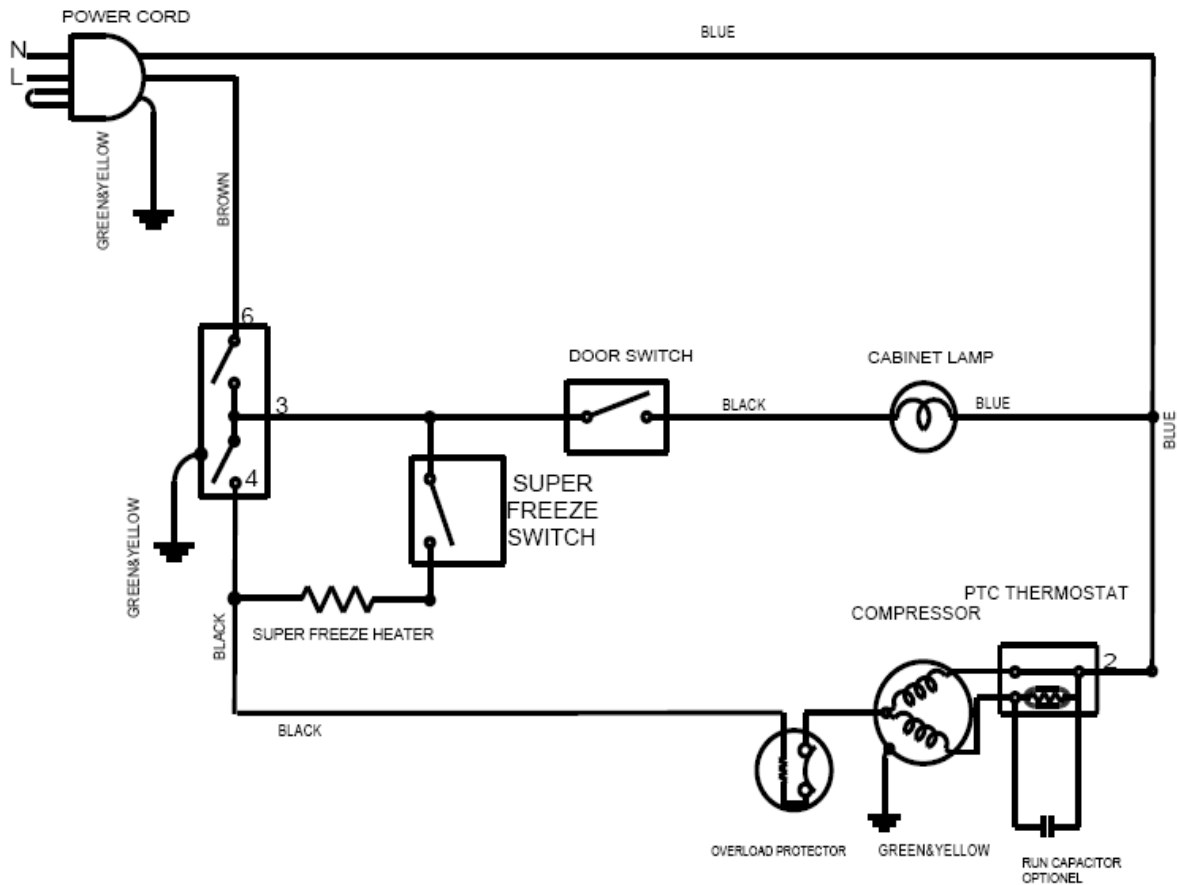 POWER CORD
BLUE
N
L
GREEN&YELLOW
BROWN
6
DOOR SWITCH
CABINET LAMP
3
BLACK
BLUE
BLUE
4
SUPER
FREEZE
SWITCH
GREEN&YELLOW
PTC THERMOSTAT
COMPRESSOR
BLACK
SUPER FREEZE HEATER
2
BLACK
OVERLOAD PROTECTOR
GREEN&YELLOW
RUN CAPACITOR
OPTIONEL